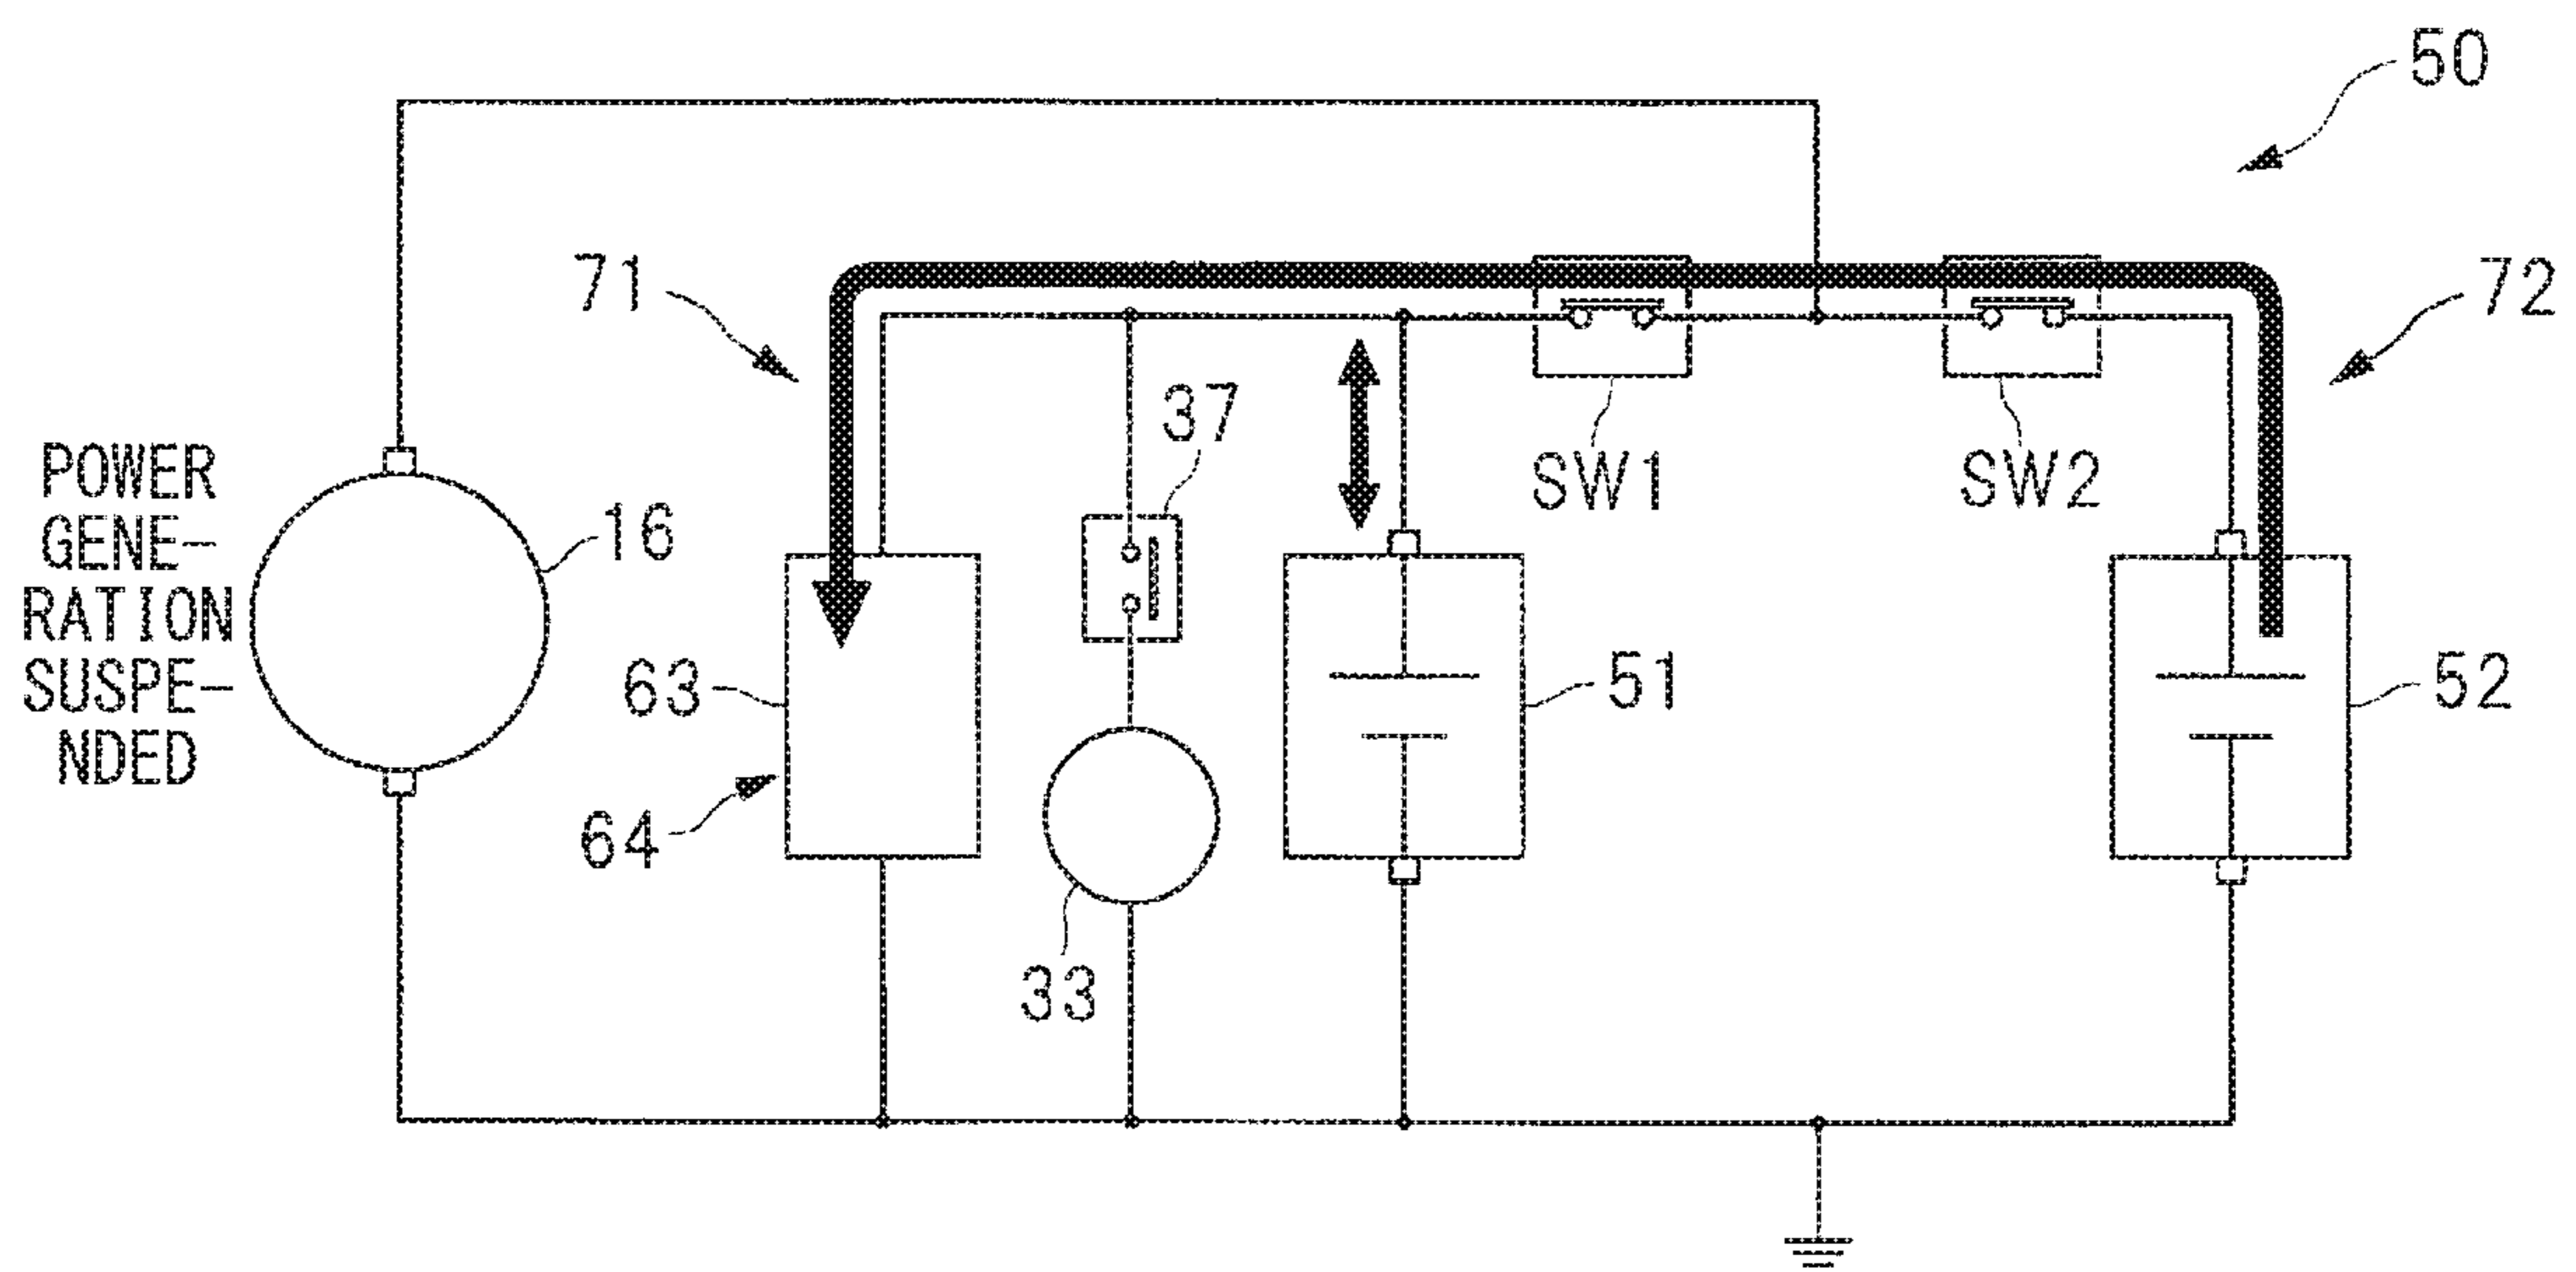 50
71
72
37
POWER
GENE-
RATION
SUSPE-
NDED
16
SW1
SW2
63
51
52
64
33